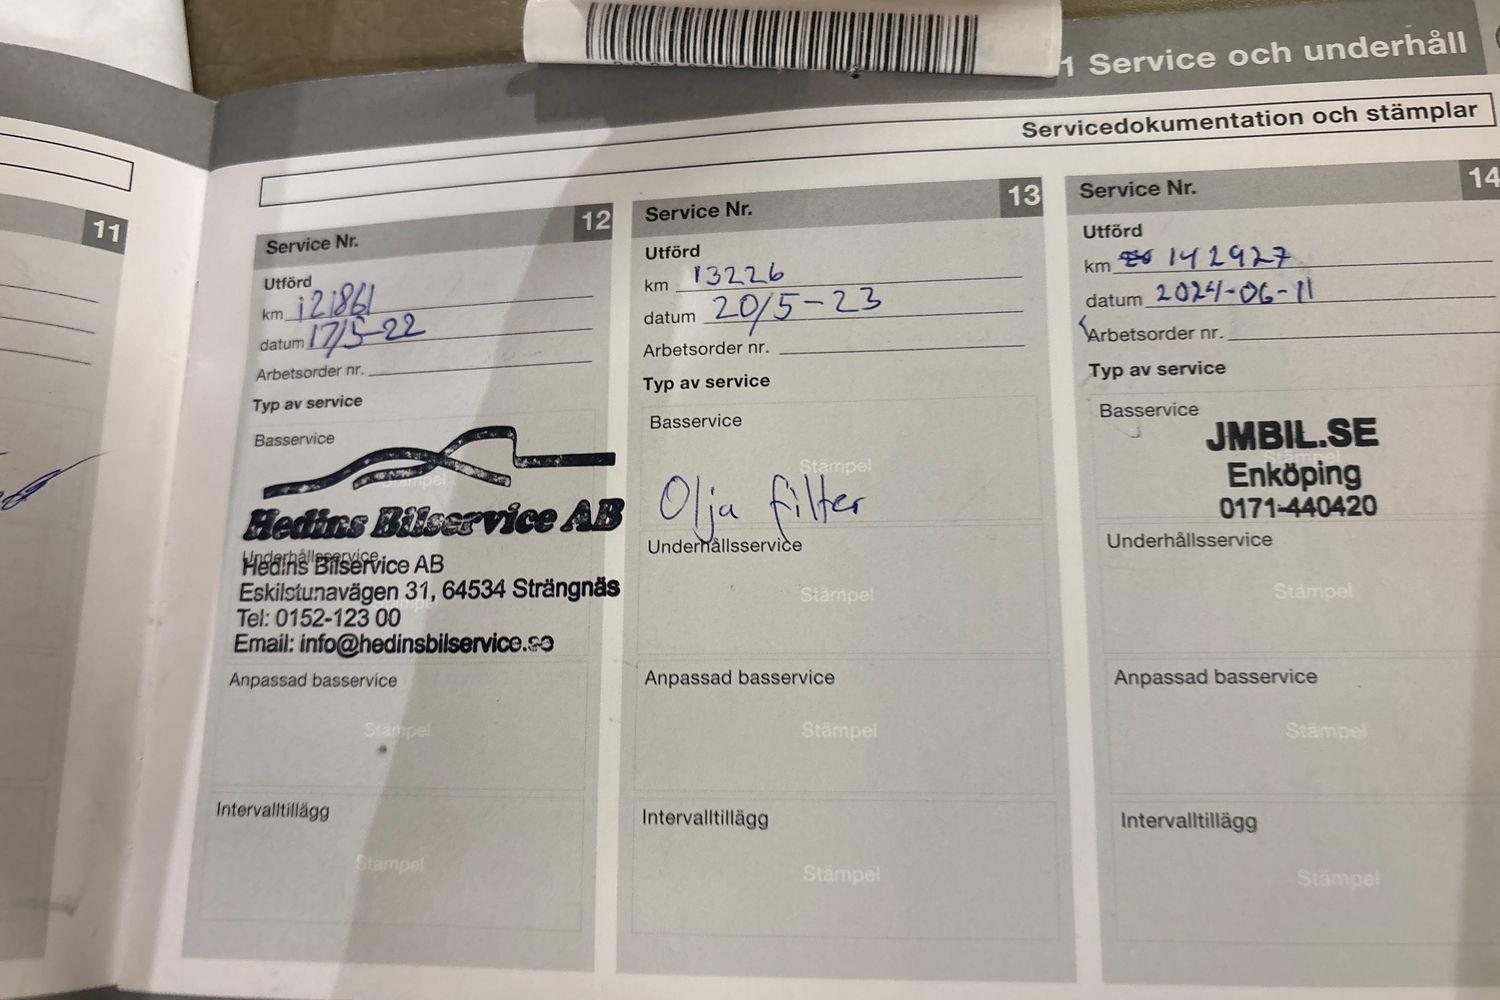 1 Service och underhåll
Servicedokumentation och stämplar
11
Service Nr. 12
Utförd
km 121861
datum 17/5-22
Arbetsorder nr.
Typ av service
Basservice
Stämpel
Hedins Bilservice AB
Underhållsservice
Hedins Bilservice AB
Eskilstunavägen 31, 64534 Strängnäs
Tel: 0152-123 00
Email: info@hedinsbilservice.se
Anpassad basservice
Stämpel
Intervalltillägg
Stämpel
Service Nr. 13
Utförd
km 13226
datum 20/5-23
Arbetsorder nr.
Typ av service
Basservice
Stämpel
Olja filter
Underhållsservice
Stämpel
Anpassad basservice
Stämpel
Intervalltillägg
Stämpel
Service Nr. 14
Utförd
km 142927
datum 2024-06-11
Arbetsorder nr.
Typ av service
Basservice
JMBIL.SE
Stämpel
Enköping
0171-440420
Underhållsservice
Stämpel
Anpassad basservice
Stämpel
Intervalltillägg
Stämpel